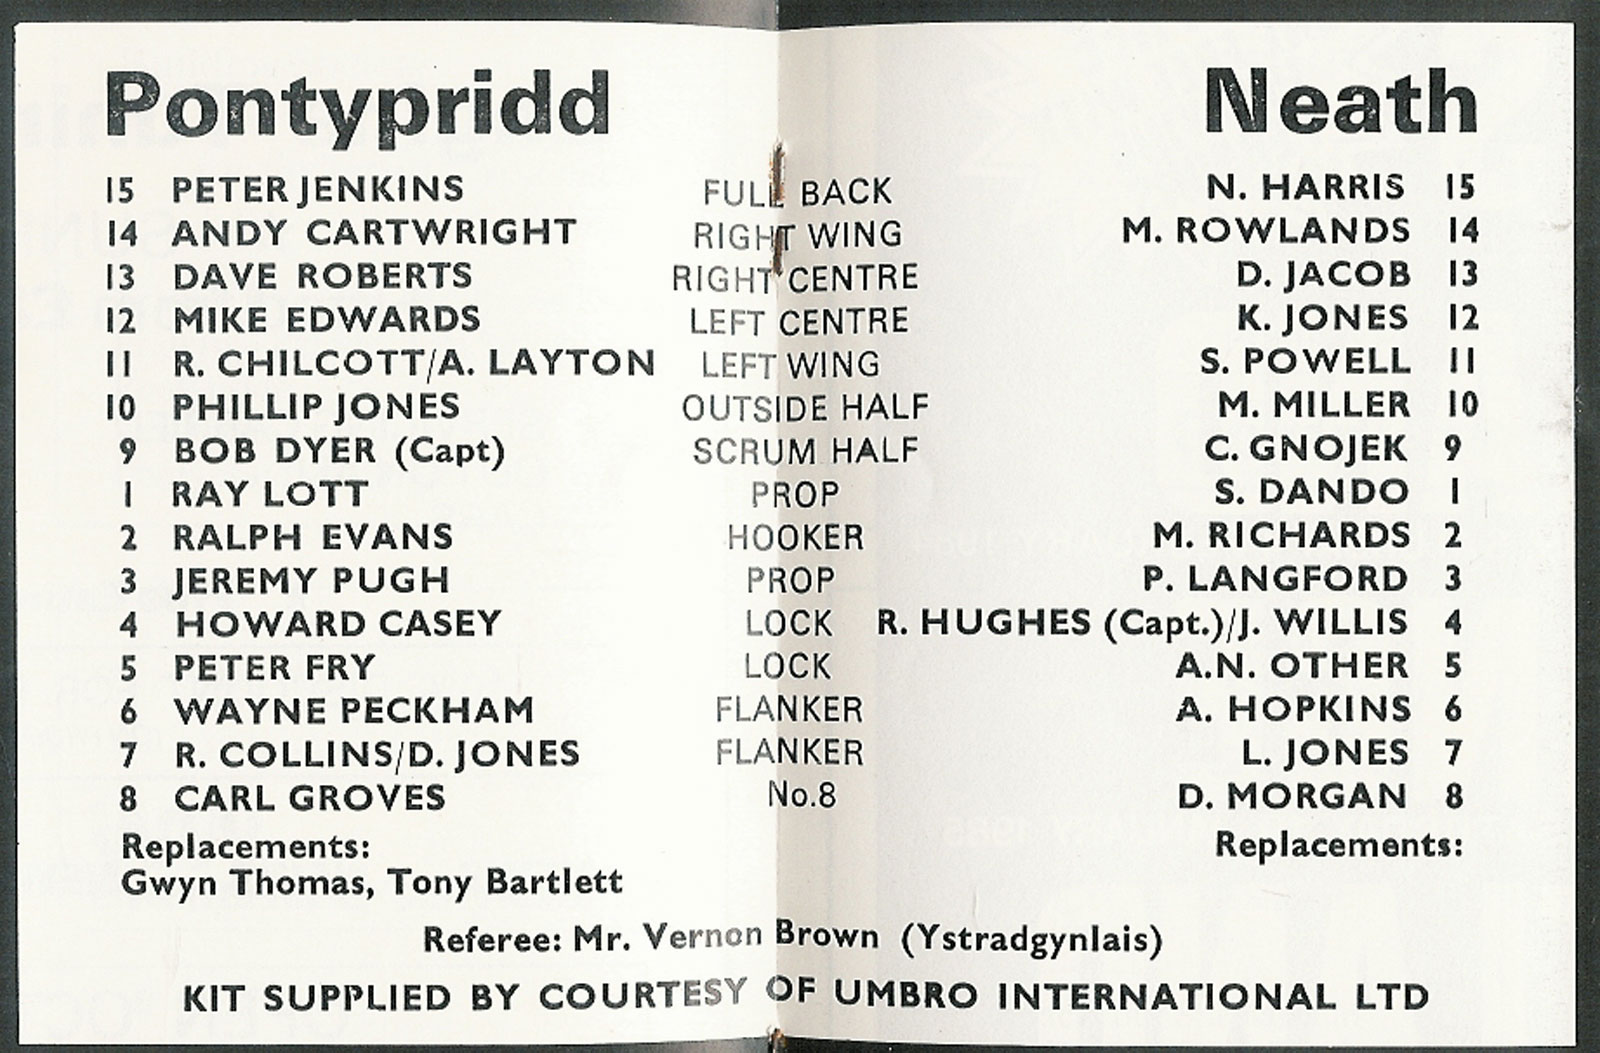 Pontypridd Neath
15 PETER JENKINS FULL BACK N. HARRIS 15
14 ANDY CARTWRIGHT RIGHT WING M. ROWLANDS 14
13 DAVE ROBERTS RIGHT CENTRE D. JACOB 13
12 MIKE EDWARDS LEFT CENTRE K. JONES 12
11 R. CHILCOTT/A. LAYTON LEFT WING S. POWELL 11
10 PHILLIP JONES OUTSIDE HALF M. MILLER 10
9 BOB DYER (Capt) SCRUM HALF C. GNOJEK 9
1 RAY LOTT PROP S. DANDO 1
2 RALPH EVANS HOOKER M. RICHARDS 2
3 JEREMY PUGH PROP P. LANGFORD 3
4 HOWARD CASEY LOCK R. HUGHES (Capt.)/J. WILLIS 4
5 PETER FRY LOCK A.N. OTHER 5
6 WAYNE PECKHAM FLANKER A. HOPKINS 6
7 R. COLLINS/D. JONES FLANKER L. JONES 7
8 CARL GROVES No.8 D. MORGAN 8
Replacements: Replacements:
Gwyn Thomas, Tony Bartlett
Referee: Mr. Vernon Brown (Ystradgynlais)
KIT SUPPLIED BY COURTESY OF UMBRO INTERNATIONAL LTD